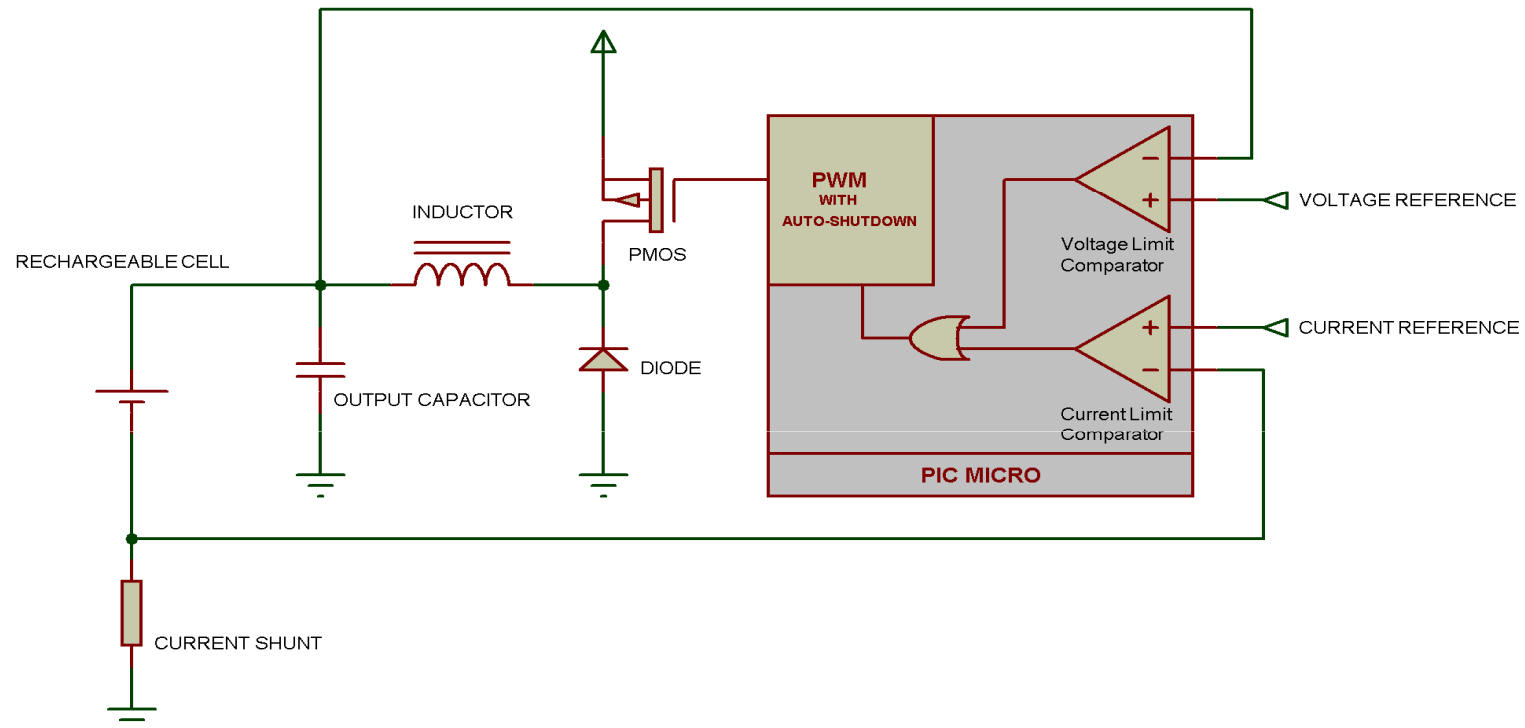 PWM
WITH
AUTO-SHUTDOWN
VOLTAGE REFERENCE
INDUCTOR
PMOS
Voltage Limit
Comparator
RECHARGEABLE CELL
CURRENT REFERENCE
DIODE
OUTPUT CAPACITOR
Current Limit
Comparator
PIC MICRO
CURRENT SHUNT